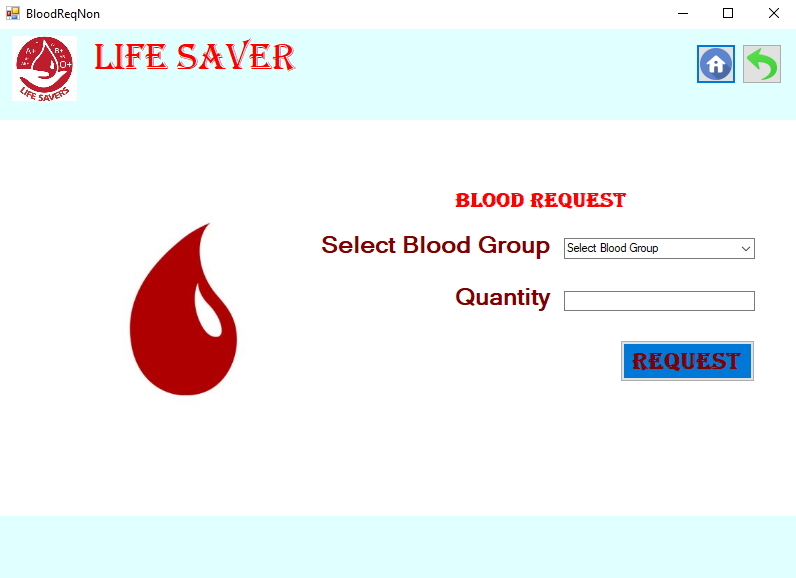 BloodReqNon
LIFE SAVER
LIFE SAVERS
BLOOD REQUEST
Select Blood Group
Select Blood Group
Quantity
REQUEST